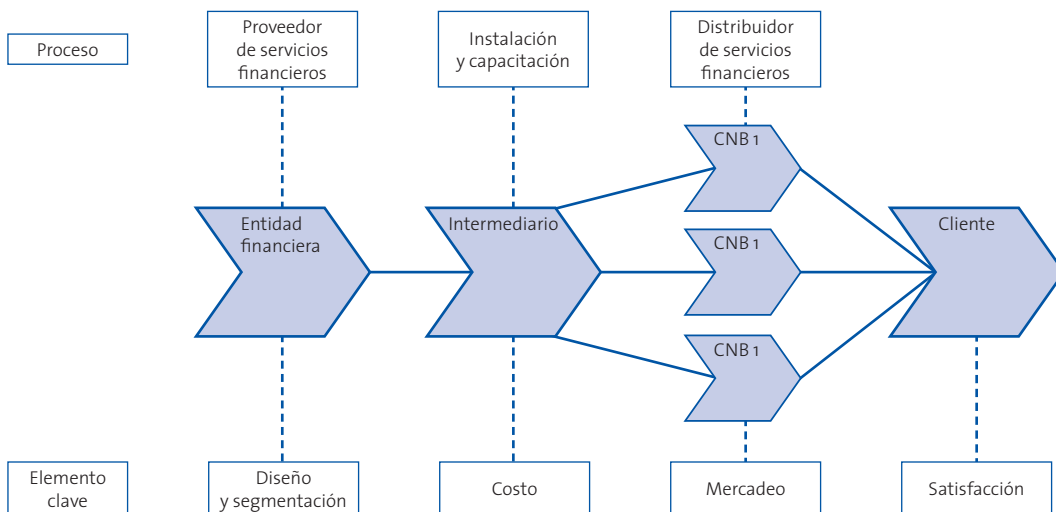 Proceso
Proveedor
de servicios
financieros
Instalación
y capacitación
Distribuidor
de servicios
financieros
CNB 1
Entidad
financiera
Intermediario
CNB 1
Cliente
CNB 1
Elemento
clave
Diseño
y segmentación
Costo
Mercadeo
Satisfacción